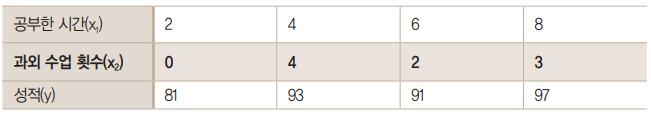 공부한 시간(x₁) 2 4 6 8
과외 수업 횟수(x₂) 0 4 2 3
성적(y) 81 93 91 97